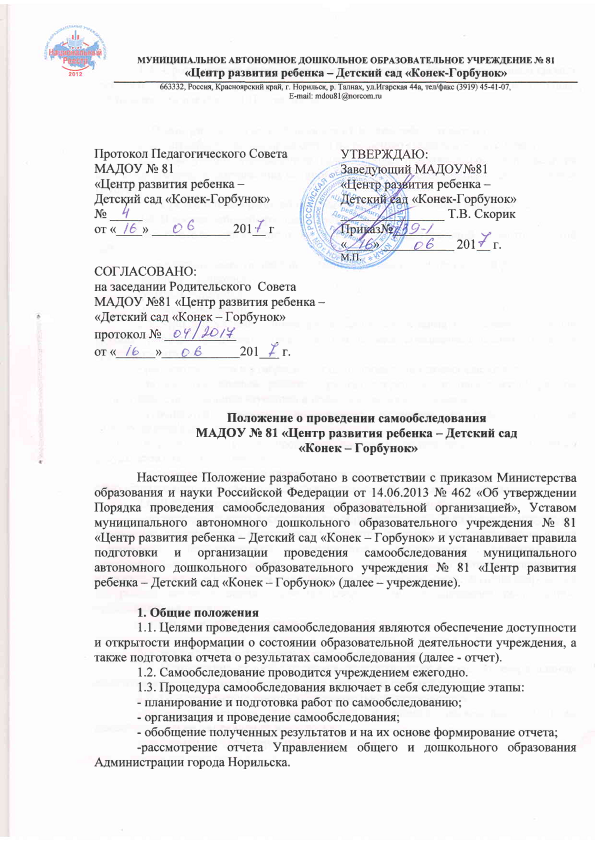 МУНИЦИПАЛЬНОЕ АВТОНОМНОЕ ДОШКОЛЬНОЕ ОБРАЗОВАТЕЛЬНОЕ УЧРЕЖДЕНИЕ № 81
«Центр развития ребенка – Детский сад «Конек-Горбунок»
663332, Россия, Красноярский край, г. Норильск, р. Талнах, ул.Игарская 44а, тел/факс (3919) 45-41-07,
E-mail: mdou81@norcom.ru
2012
Протокол Педагогического Совета
МАДОУ № 81
«Центр развития ребенка –
Детский сад «Конек-Горбунок»
№ 4
от « 16 » 06 2017 г
УТВЕРЖДАЮ:
Заведующий МАДОУ№81
«Центр развития ребенка –
Детский сад «Конек-Горбунок»
Т.В. Скорик
Приказ№ 139-1
« 16 » 06 2017 г.
М.П.
СОГЛАСОВАНО:
на заседании Родительского Совета
МАДОУ №81 «Центр развития ребенка –
«Детский сад «Конек – Горбунок»
протокол № 04/2017
от « 16 » 06 2017 г.
Положение о проведении самообследования
МАДОУ № 81 «Центр развития ребенка – Детский сад
«Конек – Горбунок»
Настоящее Положение разработано в соответствии с приказом Министерства
образования и науки Российской Федерации от 14.06.2013 № 462 «Об утверждении
Порядка проведения самообследования образовательной организацией», Уставом
муниципального автономного дошкольного образовательного учреждения № 81
«Центр развития ребенка – Детский сад «Конек – Горбунок» и устанавливает правила
подготовки и организации проведения самообследования муниципального
автономного дошкольного образовательного учреждения № 81 «Центр развития
ребенка – Детский сад «Конек – Горбунок» (далее – учреждение).
1. Общие положения
1.1. Целями проведения самообследования являются обеспечение доступности
и открытости информации о состоянии образовательной деятельности учреждения, а
также подготовка отчета о результатах самообследования (далее - отчет).
1.2. Самообследование проводится учреждением ежегодно.
1.3. Процедура самообследования включает в себя следующие этапы:
- планирование и подготовка работ по самообследованию;
- организация и проведение самообследования;
- обобщение полученных результатов и на их основе формирование отчета;
-рассмотрение отчета Управлением общего и дошкольного образования
Администрации города Норильска.